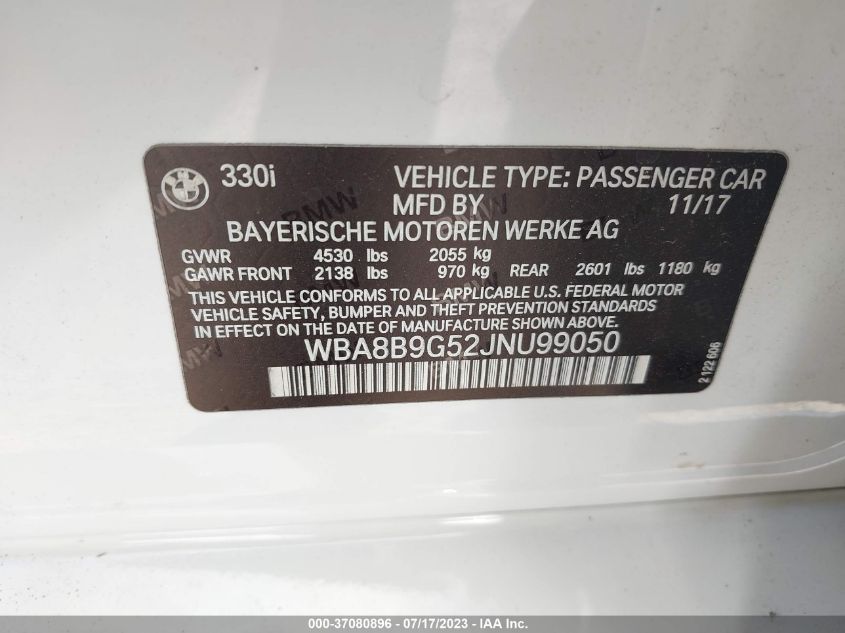 330i VEHICLE TYPE: PASSENGER CAR
MFD BY 11/17
BAYERISCHE MOTOREN WERKE AG
GVWR 4530 lbs 2055 kg
GAWR FRONT 2138 lbs 970 kg REAR 2601 lbs 1180 kg
THIS VEHICLE CONFORMS TO ALL APPLICABLE U.S. FEDERAL MOTOR
VEHICLE SAFETY, BUMPER AND THEFT PREVENTION STANDARDS
IN EFFECT ON THE DATE OF MANUFACTURE SHOWN ABOVE.
WBA8B9G52JNU99050
2 122 606
000-37080896 - 07/17/2023 - IAA Inc.